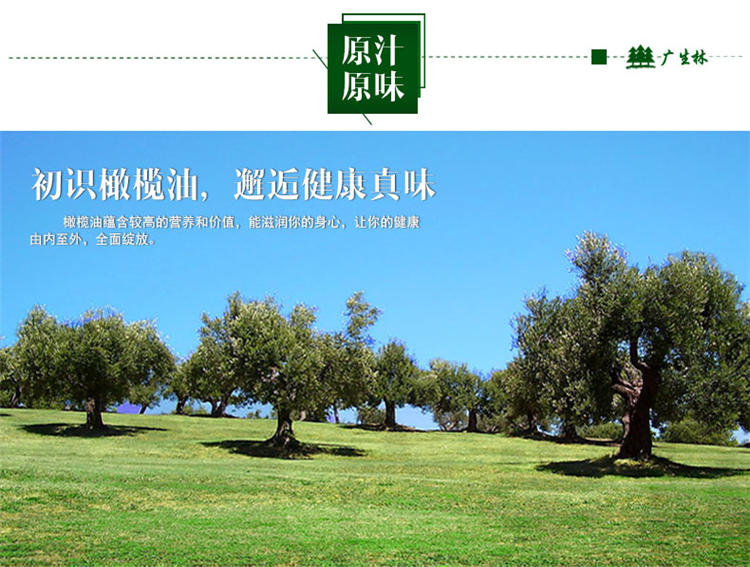 原汁
原味
广生林
初识橄榄油，邂逅健康真味
橄榄油蕴含较高的营养和价值，能滋润你的身心，让你的健康
由内至外，全面绽放。